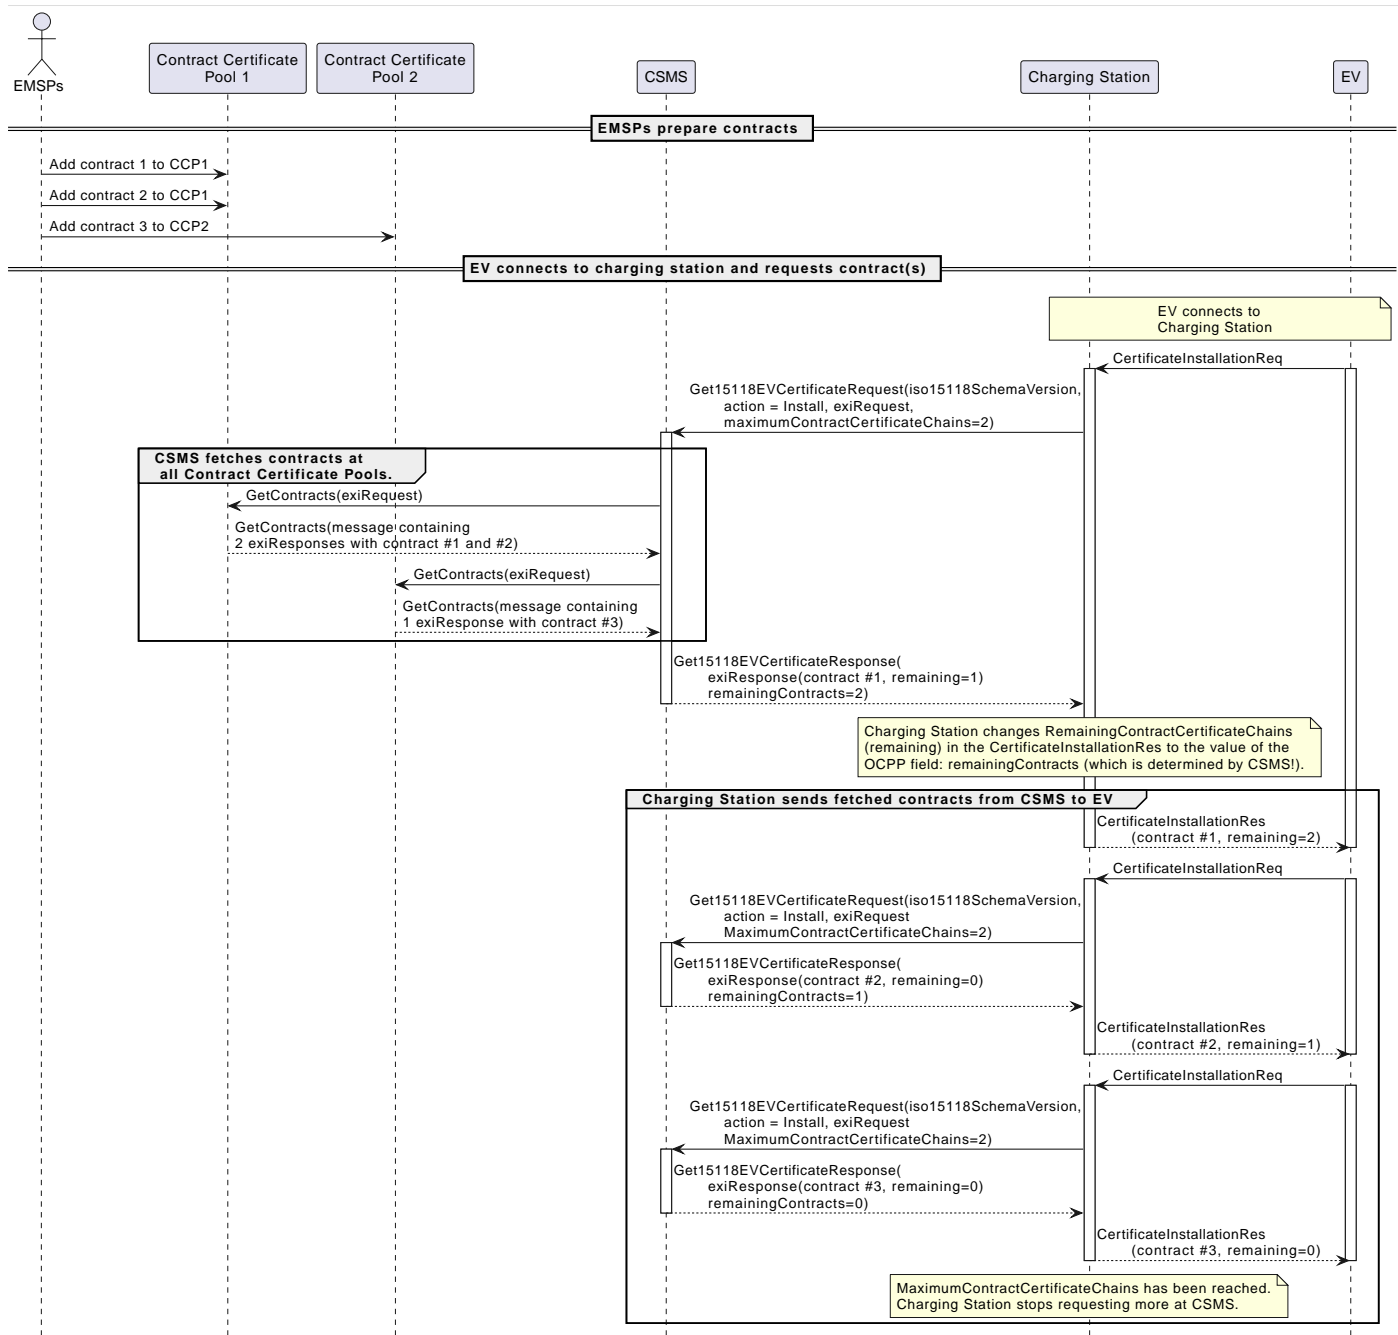 EMSPs
Contract Certificate
Pool 1
Contract Certificate
Pool 2
CSMS
Charging Station
EV
EMSPs prepare contracts
Add contract 1 to CCP1
Add contract 2 to CCP1
Add contract 3 to CCP2
EV connects to charging station and requests contract(s)
EV connects to
Charging Station
CertificateInstallationReq
Get15118EVCertificateRequest(iso15118SchemaVersion,
action = Install, exiRequest,
maximumContractCertificateChains=2)
CSMS fetches contracts at
all Contract Certificate Pools.
GetContracts(exiRequest)
GetContracts(message containing
2 exiResponses with contract #1 and #2)
GetContracts(exiRequest)
GetContracts(message containing
1 exiResponse with contract #3)
Get15118EVCertificateResponse(
exiResponse(contract #1, remaining=1)
remainingContracts=2)
Charging Station changes RemainingContractCertificateChains
(remaining) in the CertificateInstallationRes to the value of the
OCPP field: remainingContracts (which is determined by CSMS!).
Charging Station sends fetched contracts from CSMS to EV
CertificateInstallationRes
(contract #1, remaining=2)
CertificateInstallationReq
Get15118EVCertificateRequest(iso15118SchemaVersion,
action = Install, exiRequest
MaximumContractCertificateChains=2)
Get15118EVCertificateResponse(
exiResponse(contract #2, remaining=0)
remainingContracts=1)
CertificateInstallationRes
(contract #2, remaining=1)
CertificateInstallationReq
Get15118EVCertificateRequest(iso15118SchemaVersion,
action = Install, exiRequest
MaximumContractCertificateChains=2)
Get15118EVCertificateResponse(
exiResponse(contract #3, remaining=0)
remainingContracts=0)
CertificateInstallationRes
(contract #3, remaining=0)
MaximumContractCertificateChains has been reached.
Charging Station stops requesting more at CSMS.